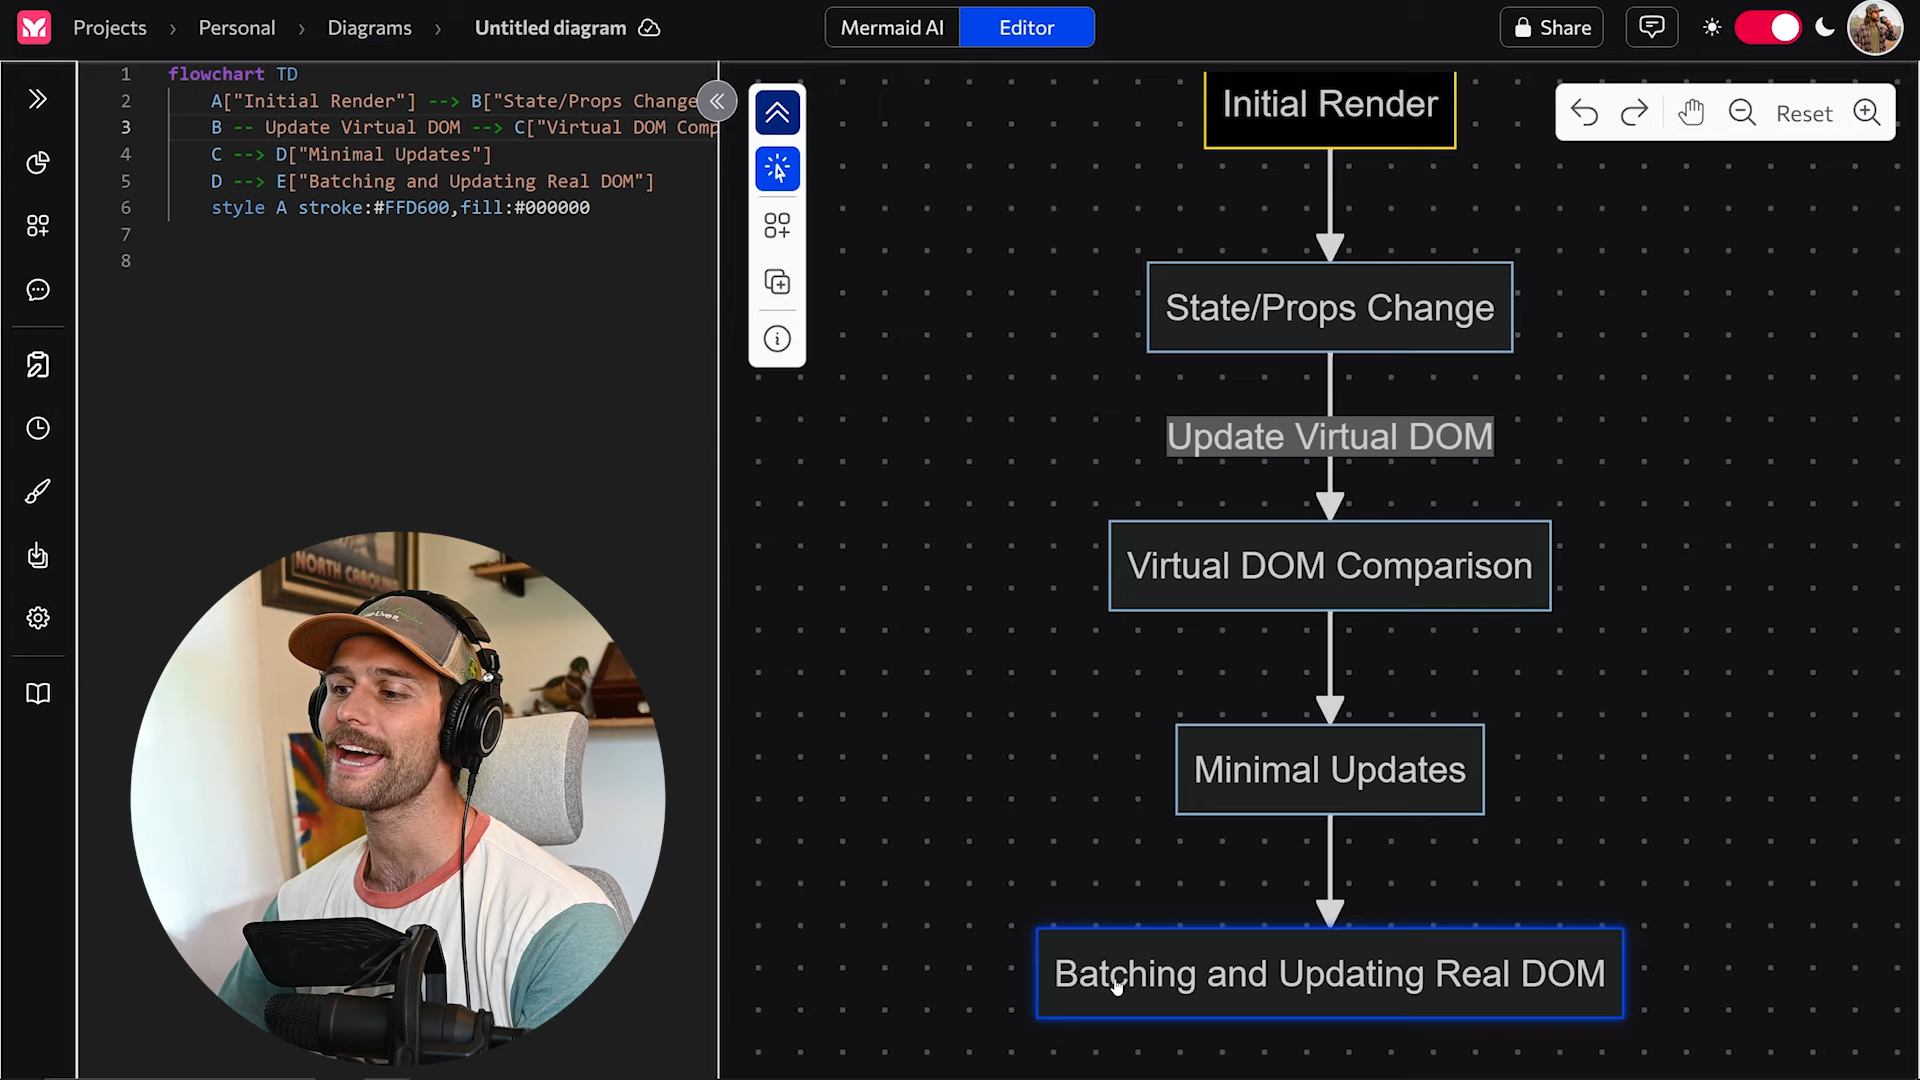 Projects > Personal > Diagrams > Untitled diagram
Mermaid AI Editor
Share
1 flowchart TD
2 A["Initial Render"] --> B["State/Props Change
3 B -- Update Virtual DOM --> C["Virtual DOM Comp
4 C --> D["Minimal Updates"]
5 D --> E["Batching and Updating Real DOM"]
6 style A stroke:#FFD600,fill:#000000
7
8
Reset
Initial Render
State/Props Change
Update Virtual DOM
Virtual DOM Comparison
Minimal Updates
Batching and Updating Real DOM
NORTH CAROLINA